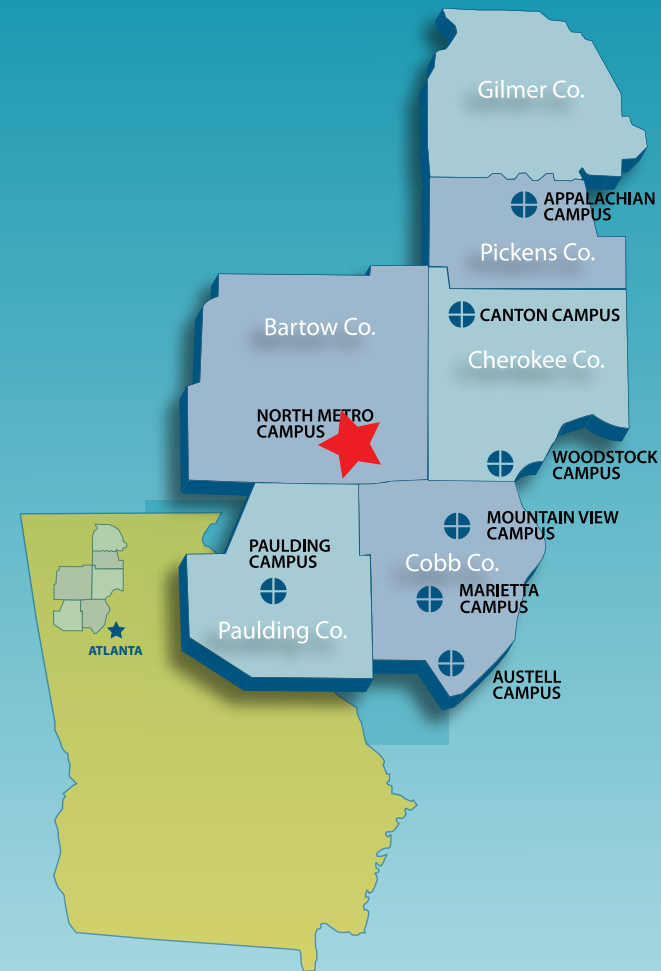 Gilmer Co.
APPALACHIAN
CAMPUS
Pickens Co.
CANTON CAMPUS
Bartow Co.
Cherokee Co.
NORTH METRO
CAMPUS
WOODSTOCK
CAMPUS
MOUNTAIN VIEW
CAMPUS
PAULDING
CAMPUS
Cobb Co.
MARIETTA
CAMPUS
Paulding Co.
ATLANTA
AUSTELL
CAMPUS